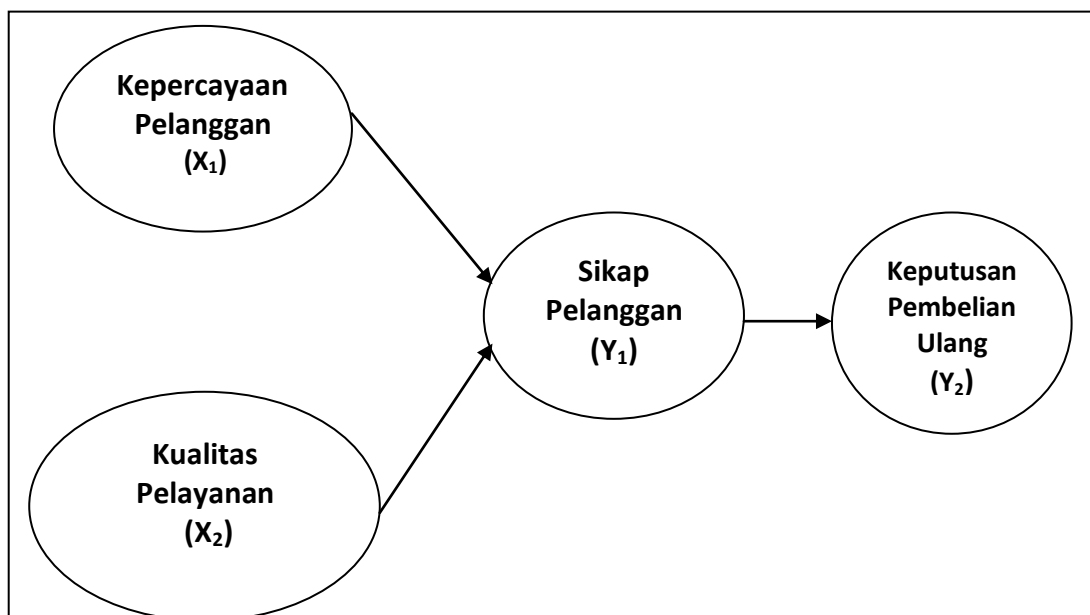 Kepercayaan
Pelanggan
(X₁)
Sikap
Pelanggan
(Y₁)
Keputusan
Pembelian
Ulang
(Y₂)
Kualitas
Pelayanan
(X₂)